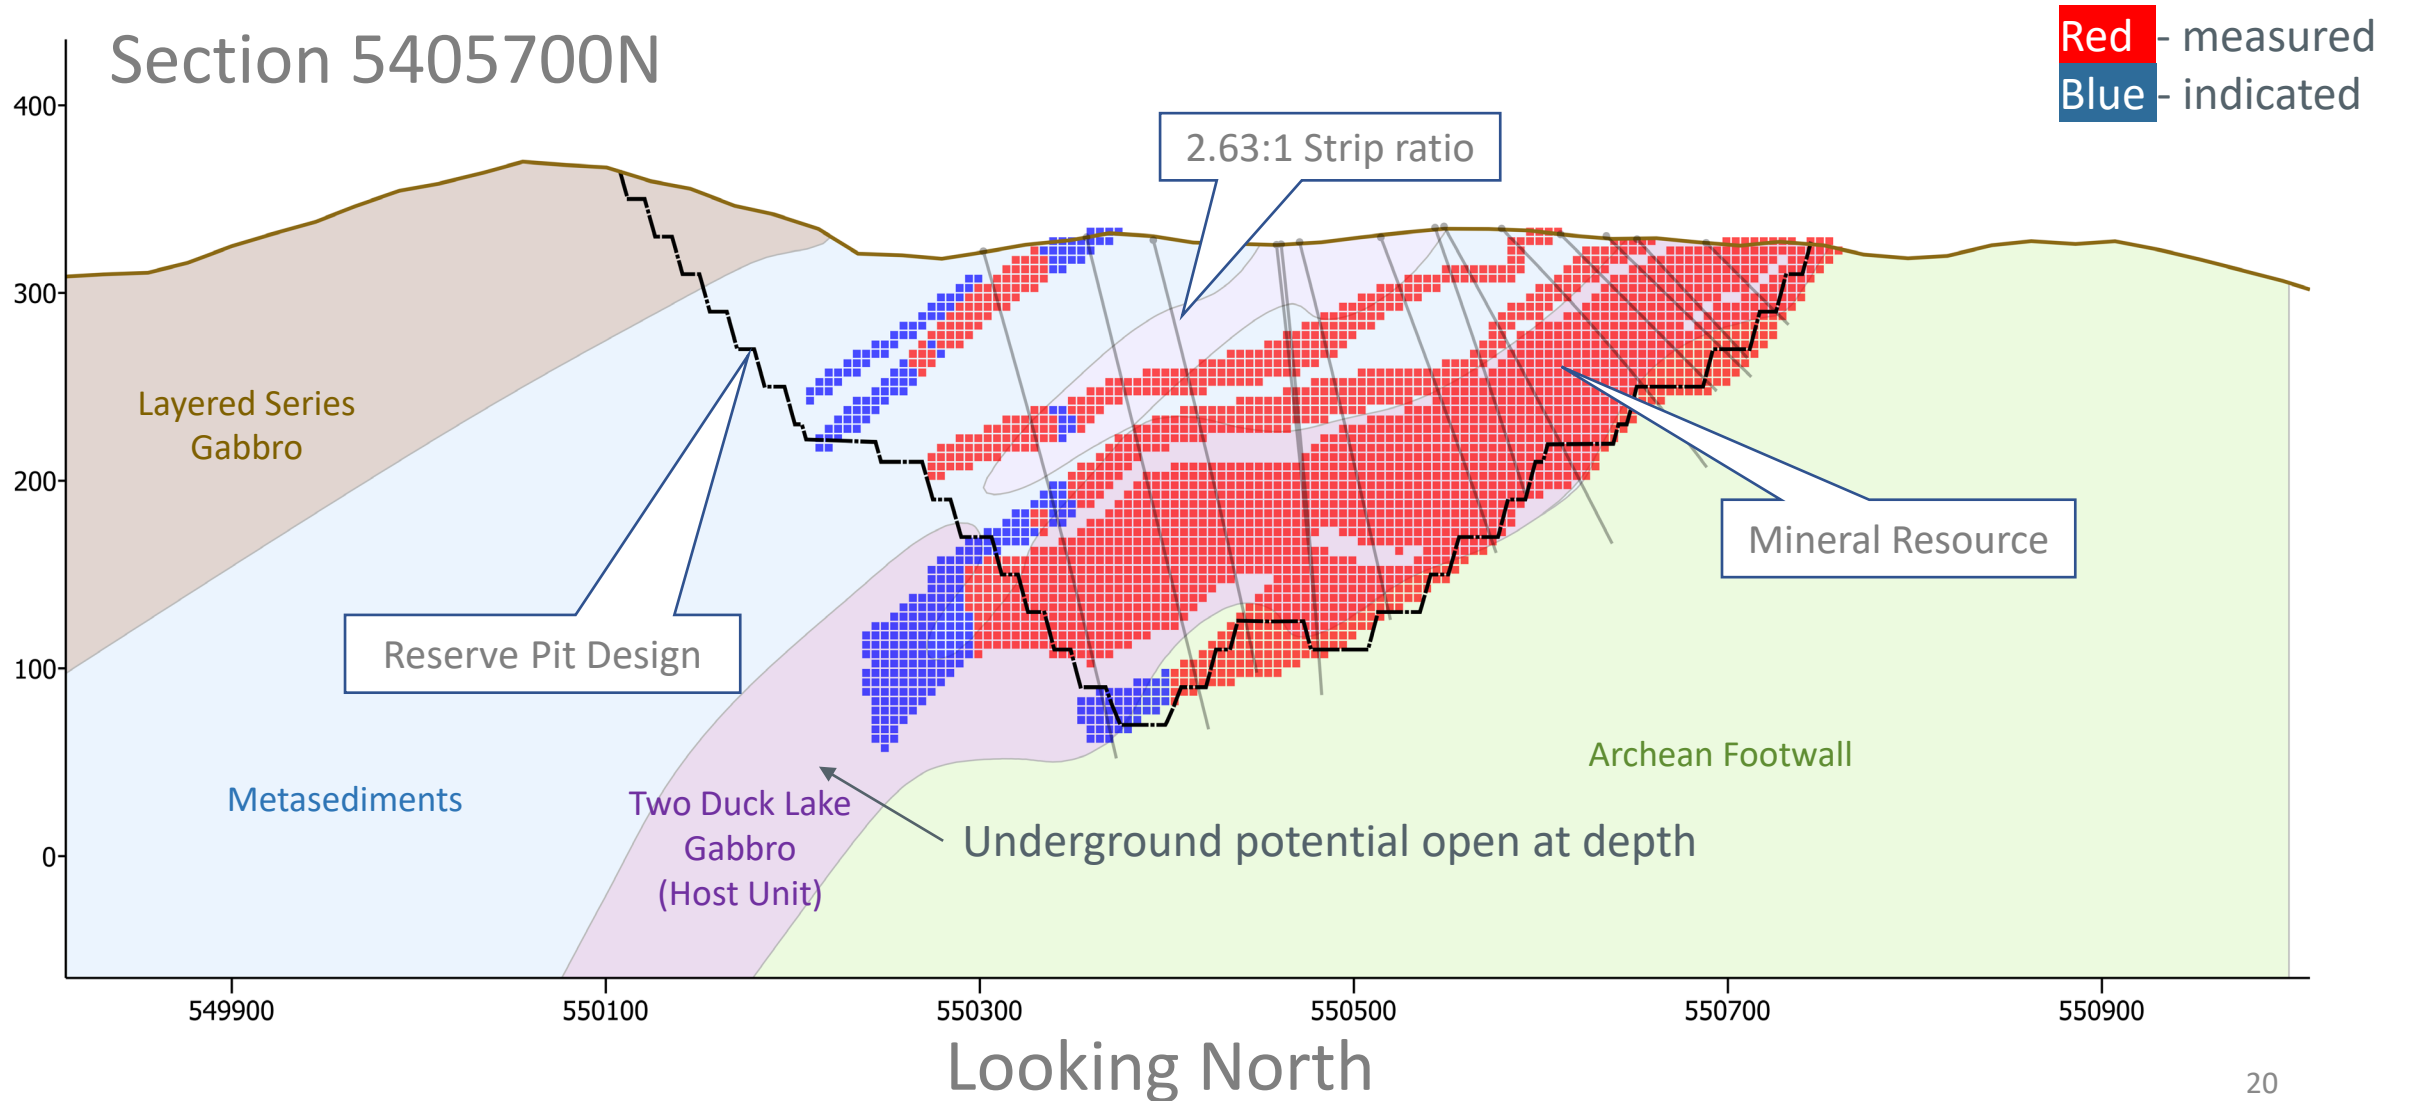 Section 5405700N
Red - measured
Blue - indicated
400
300
200
100
0
2.63:1 Strip ratio
Layered Series
Gabbro
Reserve Pit Design
Mineral Resource
Metasediments
Two Duck Lake
Gabbro
(Host Unit)
Archean Footwall
Underground potential open at depth
549900
550100
550300
550500
550700
550900
Looking North
20